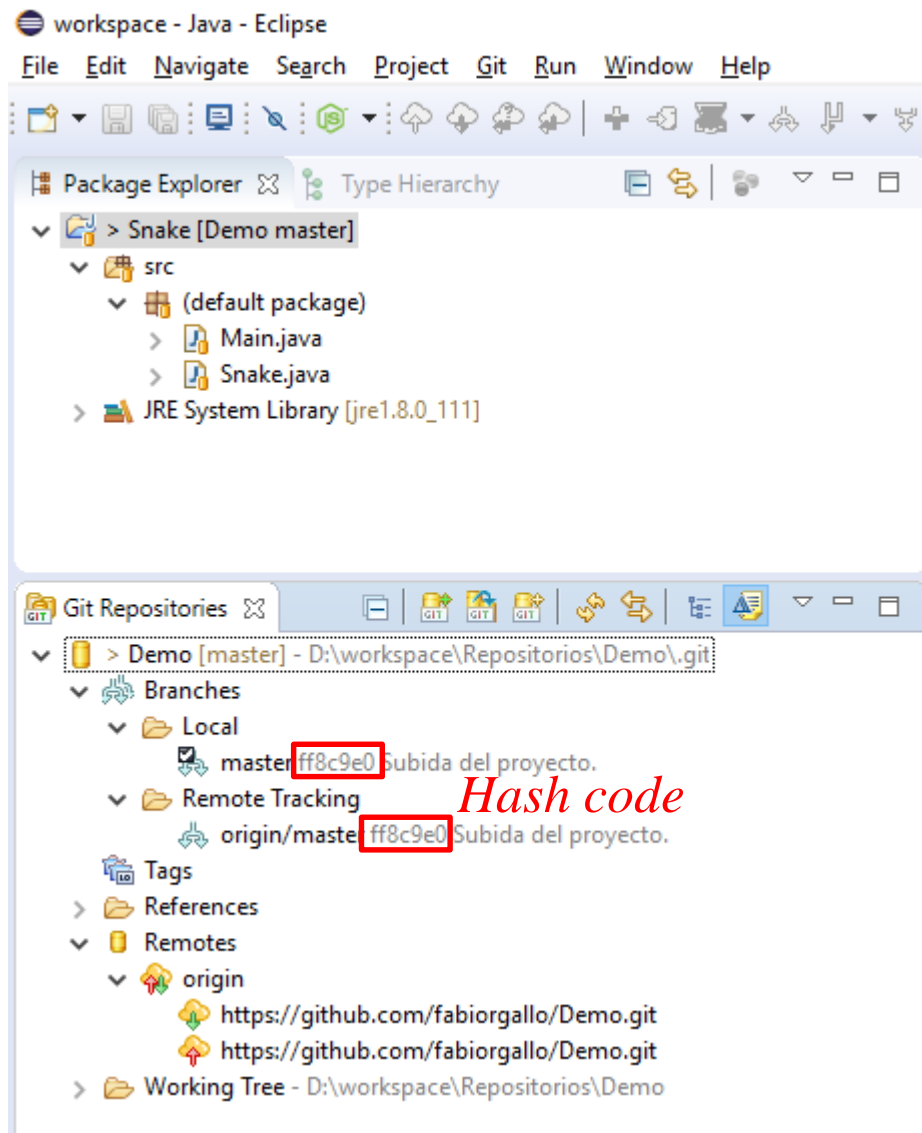 workspace - Java - Eclipse
File Edit Navigate Search Project Git Run Window Help
Package Explorer Type Hierarchy
> Snake [Demo master]
src
(default package)
Main.java
Snake.java
JRE System Library [jre1.8.0_111]
Git Repositories
> Demo [master] - D:\workspace\Repositorios\Demo\.git
Branches
Local
master ff8c9e0 Subida del proyecto.
Hash code
Remote Tracking
origin/master ff8c9e0 Subida del proyecto.
Tags
References
Remotes
origin
https://github.com/fabiorgallo/Demo.git
https://github.com/fabiorgallo/Demo.git
Working Tree - D:\workspace\Repositorios\Demo